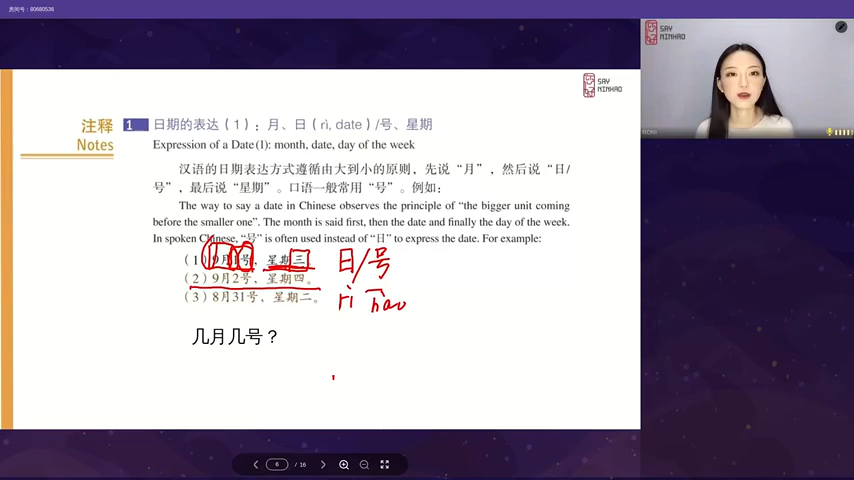 房间号：80680536
SAY
NINHAO
SAY
NINHAO
RONI
注释
Notes
1
日期的表达（1）：月、日（rì, date）/号、星期
Expression of a Date (1): month, date, day of the week
汉语的日期表达方式遵循由大到小的原则，先说“月”，然后说“日/
号”，最后说“星期”。口语一般常用“号”。例如：
The way to say a date in Chinese observes the principle of “the bigger unit coming
before the smaller one”. The month is said first, then the date and finally the day of the week.
In spoken Chinese, “号” is often used instead of “日” to express the date. For example:
（1）9月1号，星期三。
（2）9月2号，星期四。
（3）8月31号，星期二。
日/号
rì hao
几月几号？
6 / 16